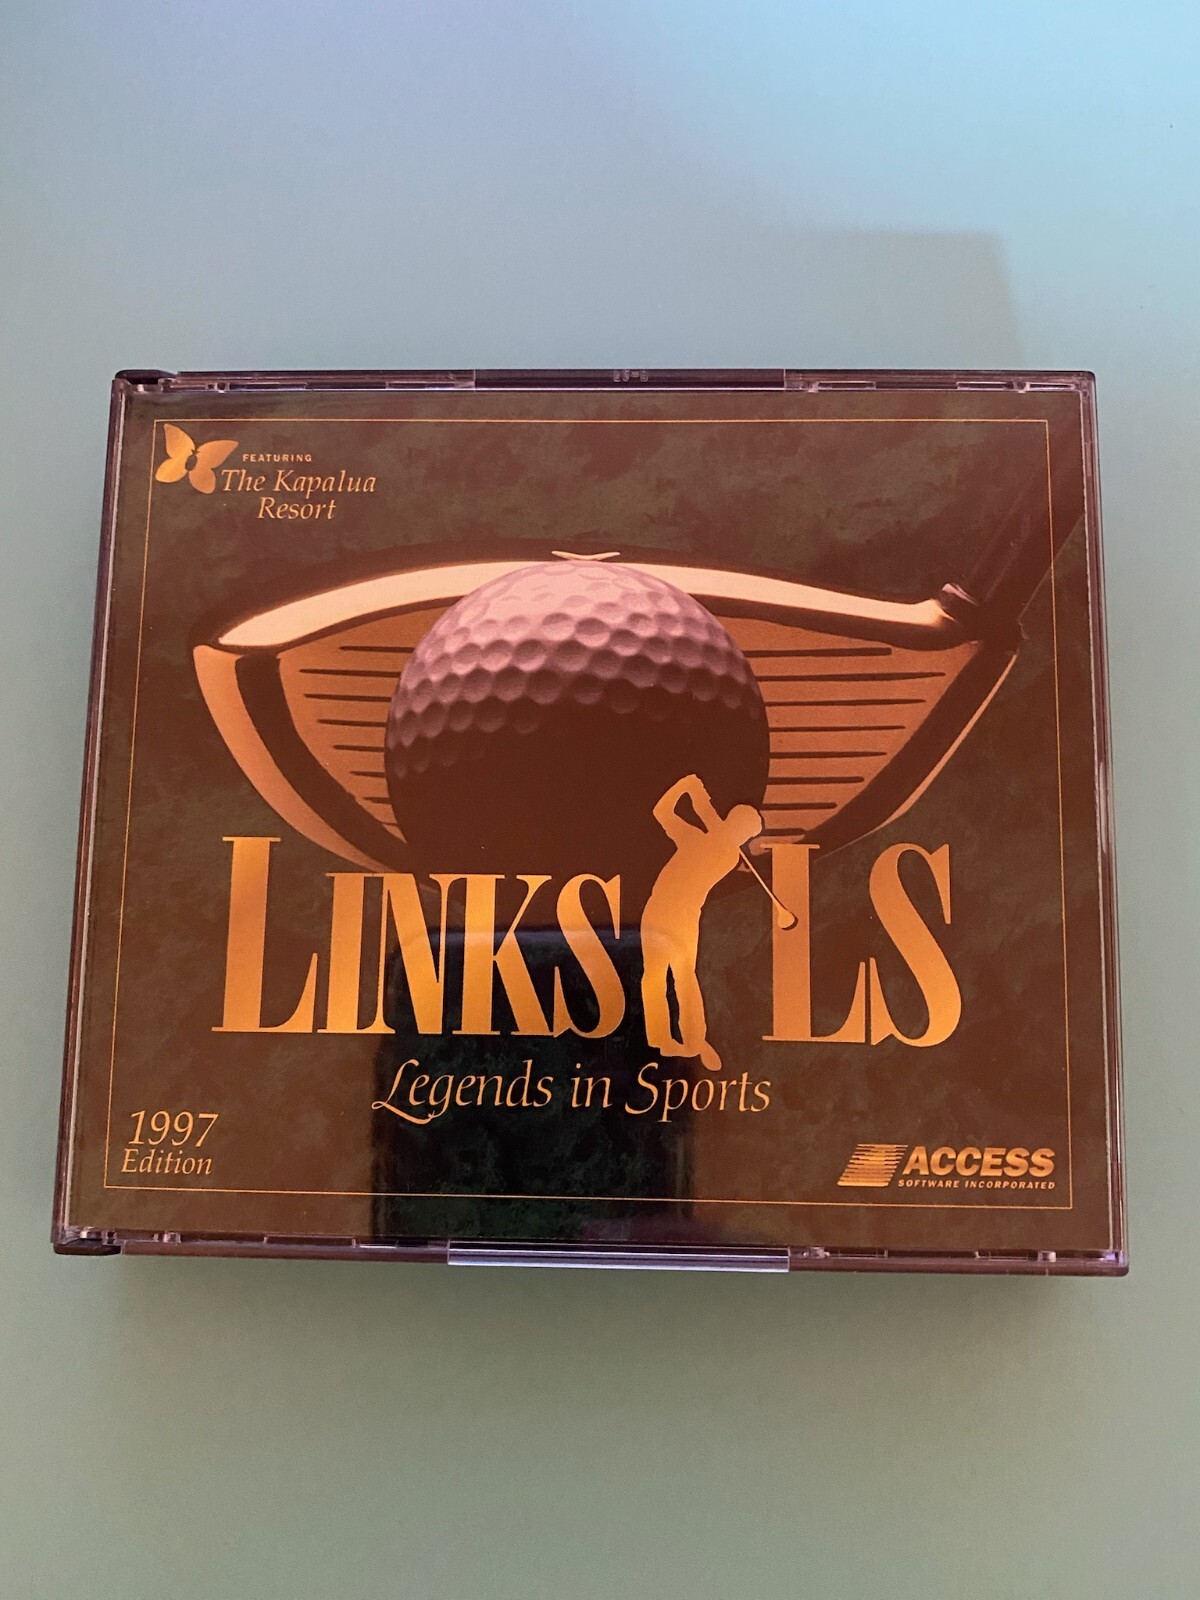 FEATURING
The Kapalua
Resort
LINKS LS
Legends in Sports
1997
Edition
ACCESS
SOFTWARE INCORPORATED